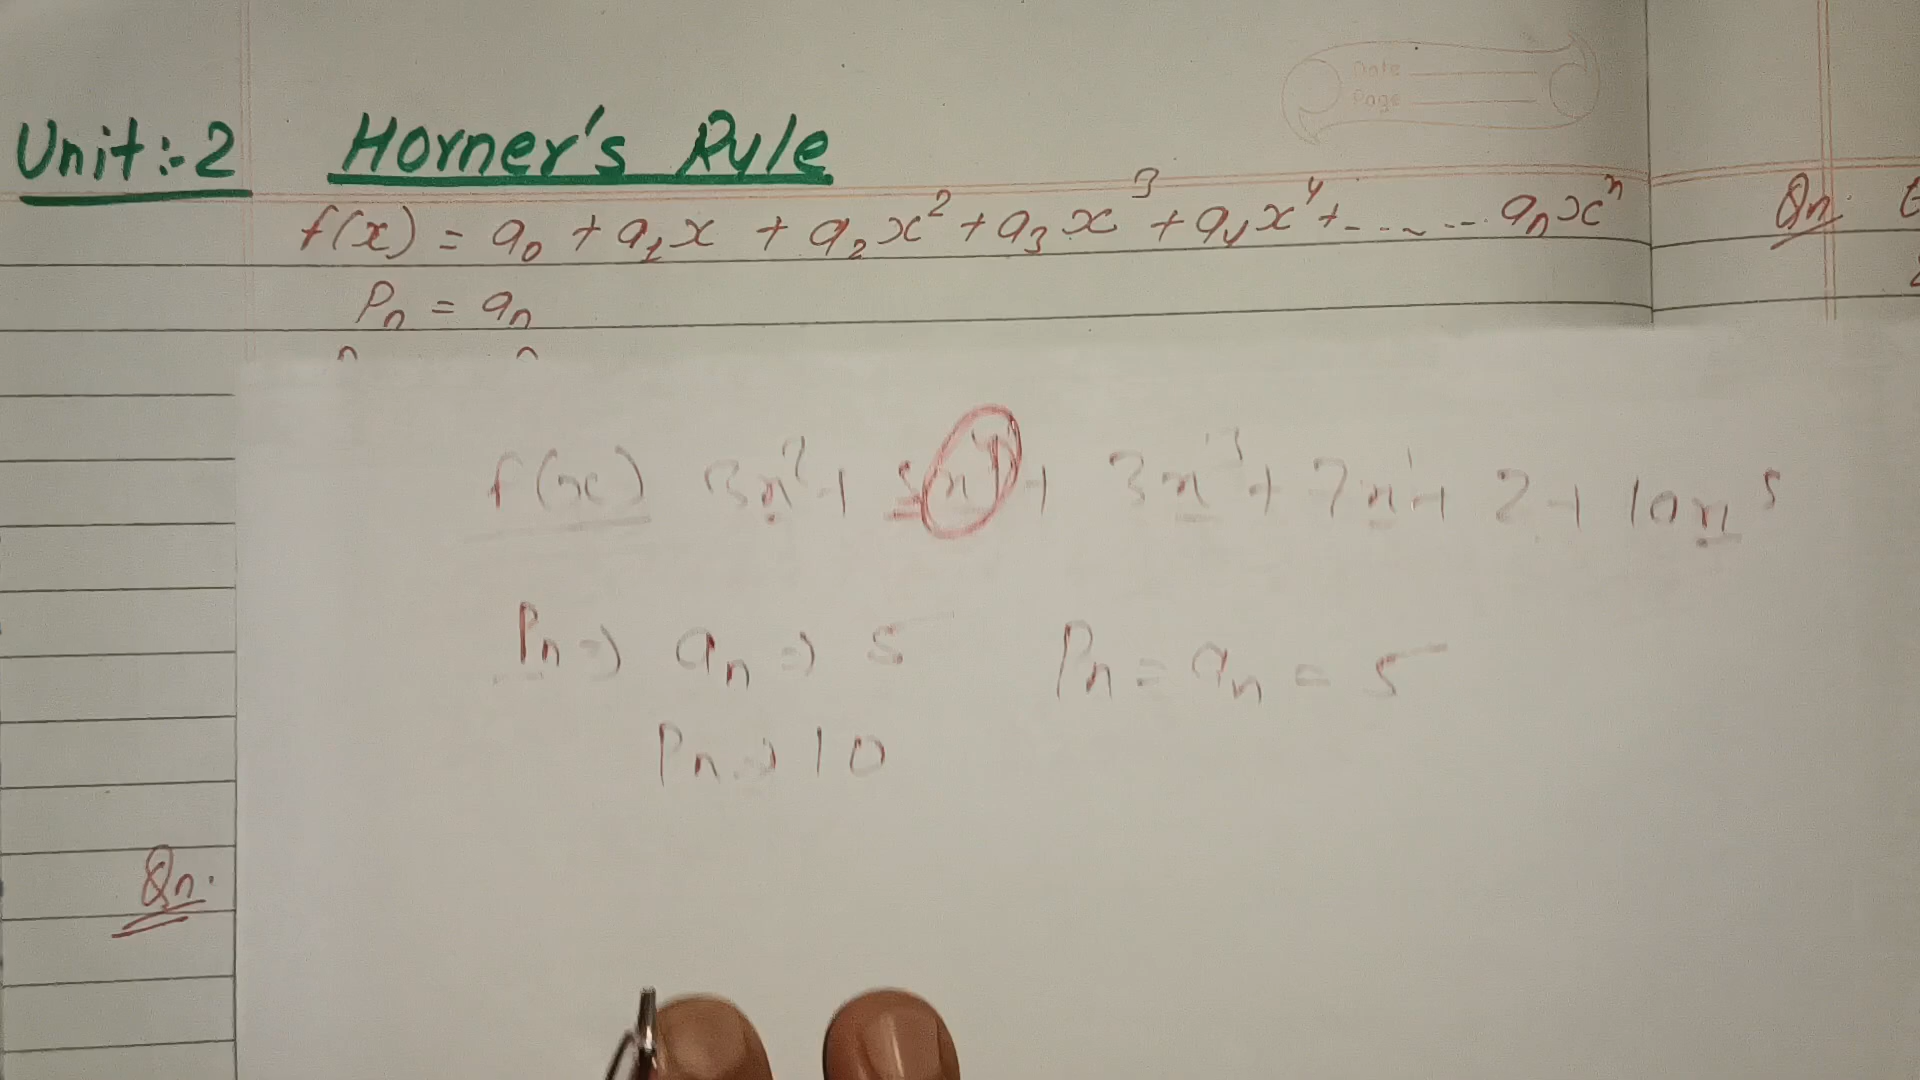 Date
Page
Unit:-2 Horner's Rule
f(x) = a₀ + a₁x + a₂x² + a₃x³ + a₄x⁴ + ------- aₙxⁿ
Qn.
Pₙ = aₙ
f(x) 3x² + 5x⁴ + 3x³ + 7x¹ + 2 + 10x⁵
Pn ⇒ an ⇒ 5 Pn = an = 5
Pn ⇒ 10
Qn.